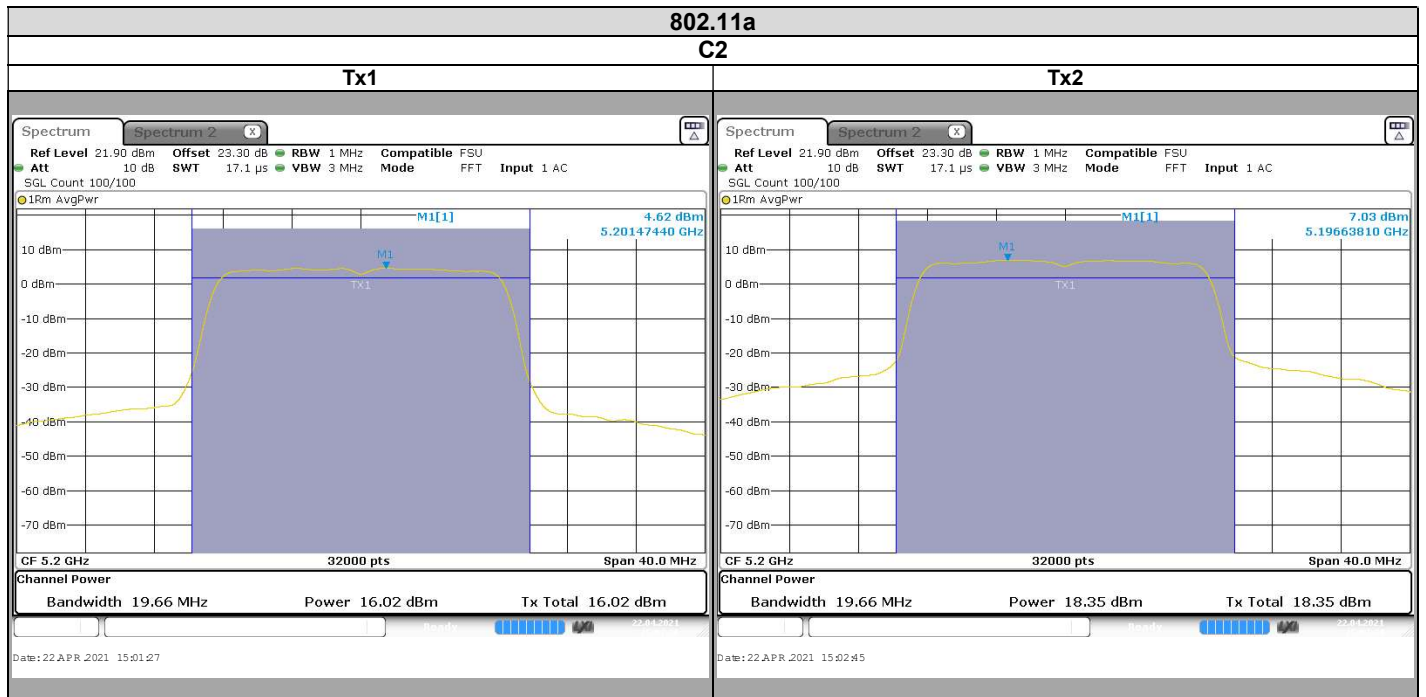 802.11a
C2
Tx1
Tx2
Spectrum Spectrum 2 X
Ref Level 21.90 dBm Offset 23.30 dB RBW 1 MHz Compatible FSU
Att 10 dB SWT 17.1 µs VBW 3 MHz Mode FFT Input 1 AC
SGL Count 100/100
1Rm AvgPwr
M1[1] 4.62 dBm
5.20147440 GHz
10 dBm
M1
0 dBm
TX1
-10 dBm
-20 dBm
-30 dBm
-40 dBm
-50 dBm
-60 dBm
-70 dBm
CF 5.2 GHz 32000 pts Span 40.0 MHz
Channel Power
Bandwidth 19.66 MHz Power 16.02 dBm Tx Total 16.02 dBm
Ready 22.04.2021
Date: 22.APR.2021 15:01:27
Spectrum Spectrum 2 X
Ref Level 21.90 dBm Offset 23.30 dB RBW 1 MHz Compatible FSU
Att 10 dB SWT 17.1 µs VBW 3 MHz Mode FFT Input 1 AC
SGL Count 100/100
1Rm AvgPwr
M1[1] 7.03 dBm
5.19663810 GHz
10 dBm
M1
0 dBm
TX1
-10 dBm
-20 dBm
-30 dBm
-40 dBm
-50 dBm
-60 dBm
-70 dBm
CF 5.2 GHz 32000 pts Span 40.0 MHz
Channel Power
Bandwidth 19.66 MHz Power 18.35 dBm Tx Total 18.35 dBm
Ready 22.04.2021
Date: 22.APR.2021 15:02:45